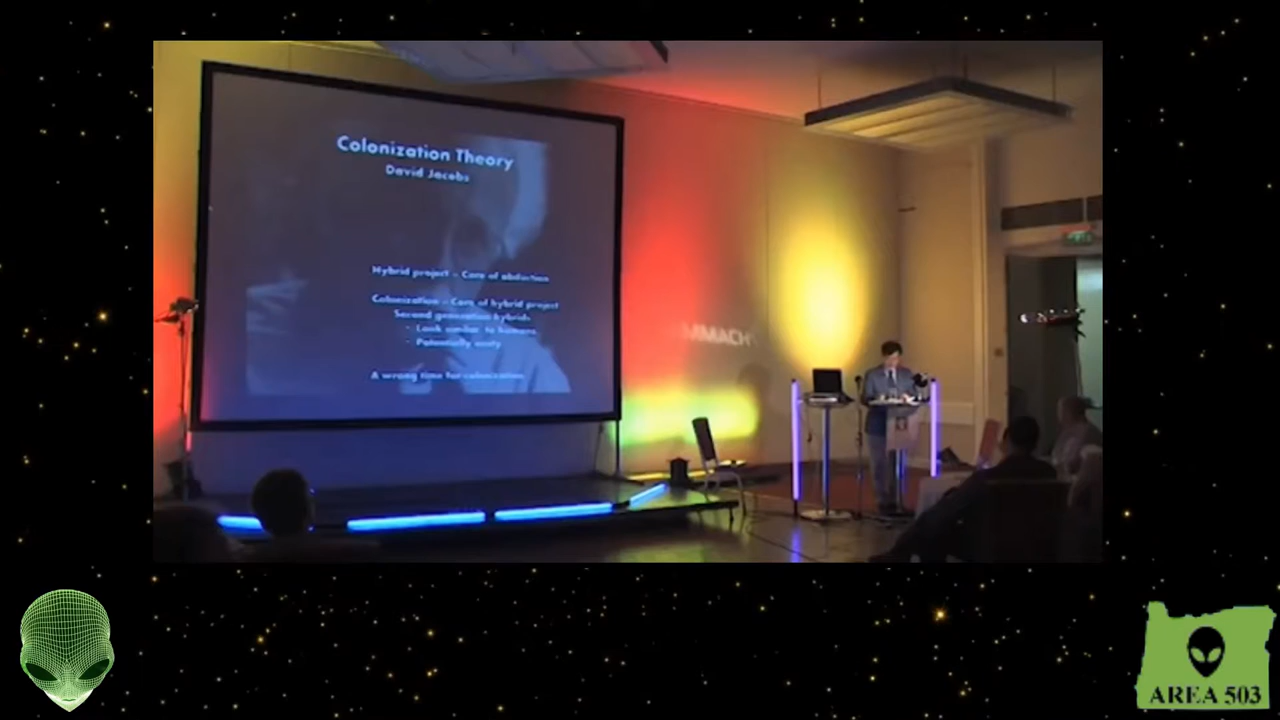 Colonization Theory
David Jacobs
Hybrid project - Core of abduction
Colonization - Core of hybrid project
Second generation hybrids
- Look similar to humans
- Potentially nasty
A wrong time for colonization
MMACH
AREA 503